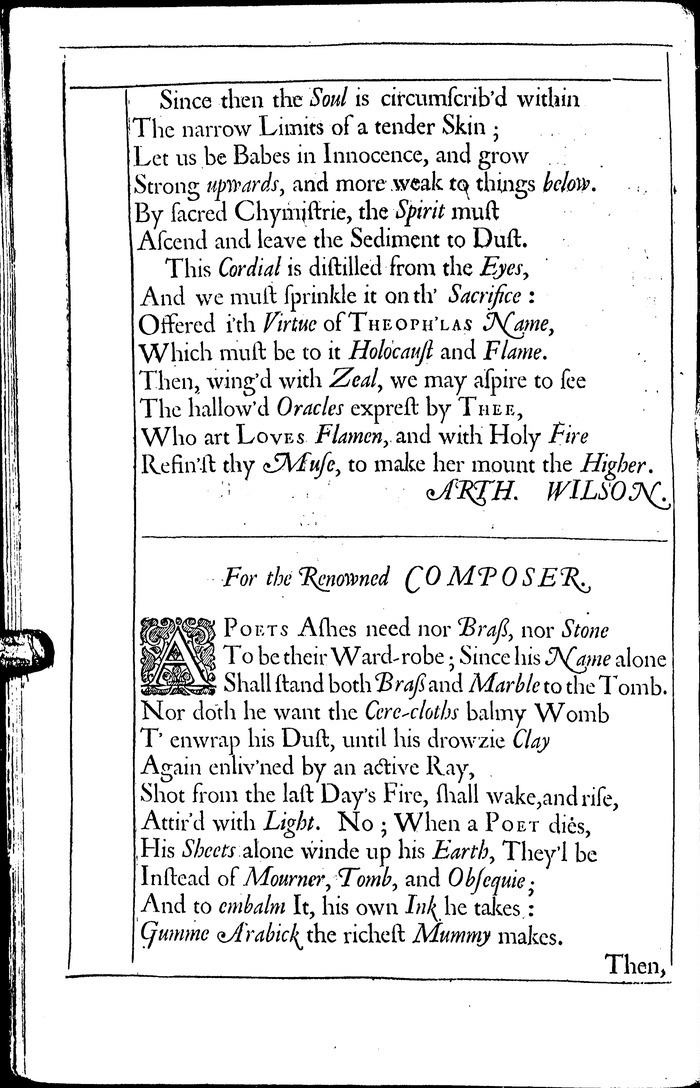 Since then the Soul is circumſcrib'd within
The narrow Limits of a tender Skin ;
Let us be Babes in Innocence, and grow
Strong upwards, and more weak to things below.
By ſacred Chymiſtrie, the Spirit muſt
Aſcend and leave the Sediment to Duſt.
This Cordial is diſtilled from the Eyes,
And we muſt ſprinkle it on th' Sacrifice :
Offered i'th Virtue of THEOPH'LAS Name,
Which muſt be to it Holocauſt and Flame.
Then, wing'd with Zeal, we may aſpire to ſee
The hallow'd Oracles expreſt by THEE,
Who art LOVES Flamen, and with Holy Fire
Refin'ſt thy Muſe, to make her mount the Higher.
ARTH. WILSON.
For the Renowned COMPOSER.
A POETS Aſhes need nor Braß, nor Stone
To be their Ward-robe ; Since his Name alone
Shall ſtand both Braß and Marble to the Tomb.
Nor doth he want the Cere-cloths balmy Womb
T' enwrap his Duſt, until his drowzie Clay
Again enliv'ned by an active Ray,
Shot from the laſt Day's Fire, ſhall wake, and riſe,
Attir'd with Light. No ; When a POET dies,
His Sheets alone winde up his Earth, They'l be
Inſtead of Mourner, Tomb, and Obſequie ;
And to embalm It, his own Ink he takes :
Gumme Arabick the richeſt Mummy makes.
Then,